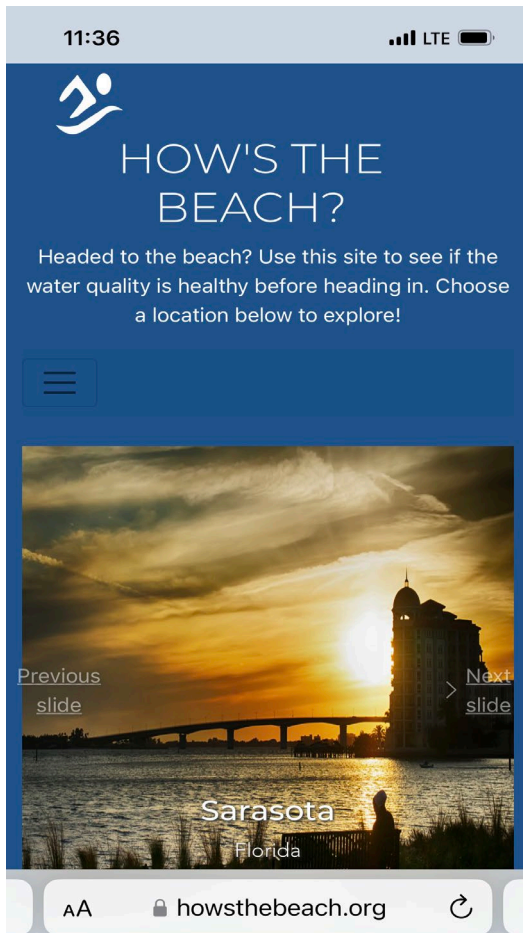 11:36 LTE
HOW'S THE
BEACH?
Headed to the beach? Use this site to see if the
water quality is healthy before heading in. Choose
a location below to explore!
Previous
slide
Next
slide
Sarasota
Florida
AA howsthebeach.org